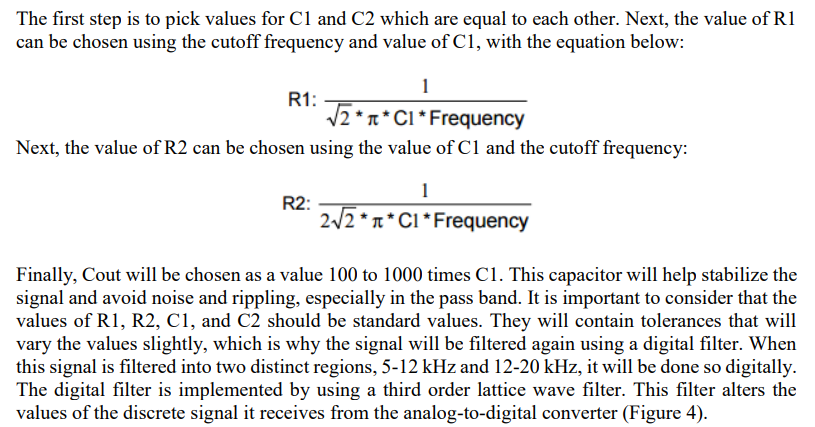 The first step is to pick values for C1 and C2 which are equal to each other. Next, the value of R1
can be chosen using the cutoff frequency and value of C1, with the equation below:
R1: 1
√2 * π * C1 * Frequency
Next, the value of R2 can be chosen using the value of C1 and the cutoff frequency:
R2: 1
2√2 * π * C1 * Frequency
Finally, Cout will be chosen as a value 100 to 1000 times C1. This capacitor will help stabilize the
signal and avoid noise and rippling, especially in the pass band. It is important to consider that the
values of R1, R2, C1, and C2 should be standard values. They will contain tolerances that will
vary the values slightly, which is why the signal will be filtered again using a digital filter. When
this signal is filtered into two distinct regions, 5-12 kHz and 12-20 kHz, it will be done so digitally.
The digital filter is implemented by using a third order lattice wave filter. This filter alters the
values of the discrete signal it receives from the analog-to-digital converter (Figure 4).